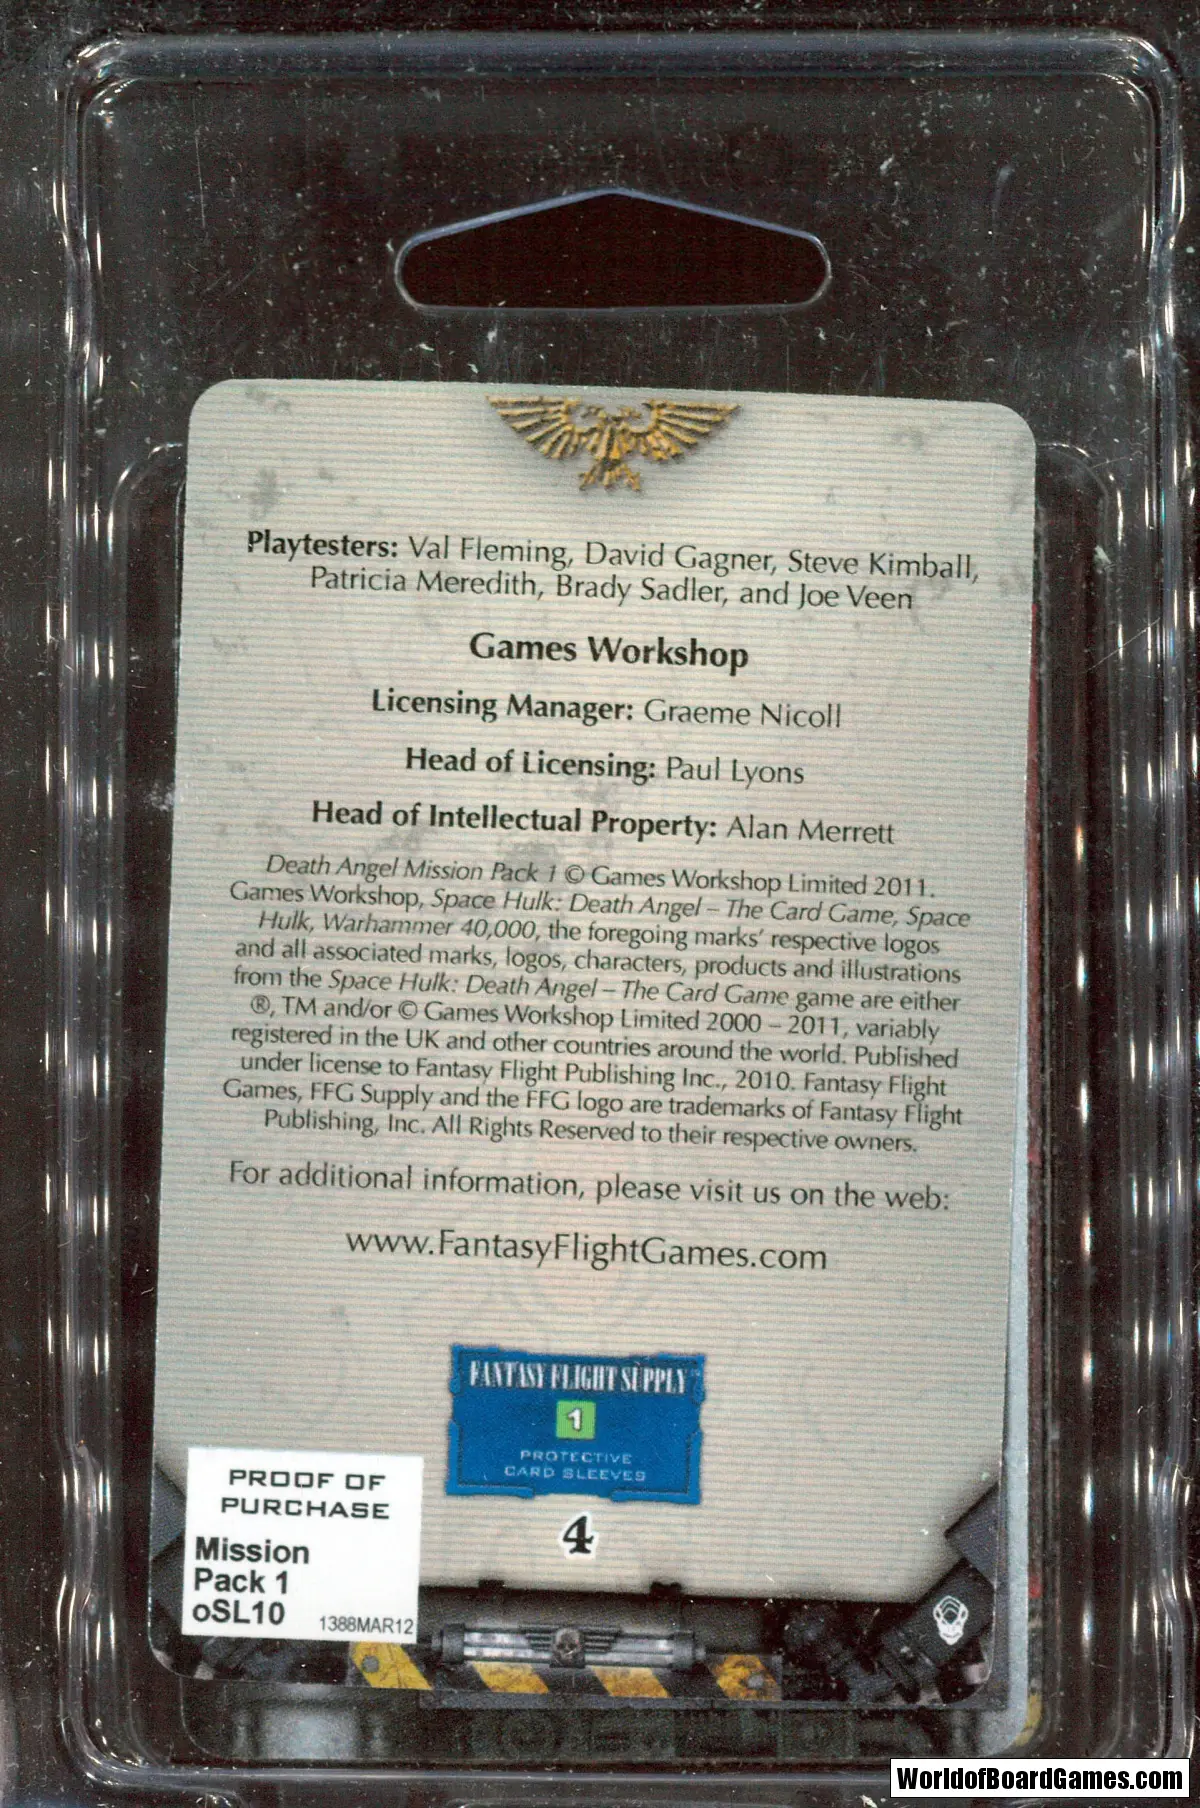 Playtesters: Val Fleming, David Gagner, Steve Kimball,
Patricia Meredith, Brady Sadler, and Joe Veen
Games Workshop
Licensing Manager: Graeme Nicoll
Head of Licensing: Paul Lyons
Head of Intellectual Property: Alan Merrett
Death Angel Mission Pack 1 © Games Workshop Limited 2011.
Games Workshop, Space Hulk: Death Angel – The Card Game, Space
Hulk, Warhammer 40,000, the foregoing marks' respective logos
and all associated marks, logos, characters, products and illustrations
from the Space Hulk: Death Angel – The Card Game game are either
®, TM and/or © Games Workshop Limited 2000 – 2011, variably
registered in the UK and other countries around the world. Published
under license to Fantasy Flight Publishing Inc., 2010. Fantasy Flight
Games, FFG Supply and the FFG logo are trademarks of Fantasy Flight
Publishing, Inc. All Rights Reserved to their respective owners.
For additional information, please visit us on the web:
www.FantasyFlightGames.com
FANTASY FLIGHT SUPPLY™
1
PROTECTIVE
CARD SLEEVES
4
PROOF OF
PURCHASE
Mission
Pack 1
oSL10 1388MAR12
WorldofBoardGames.com